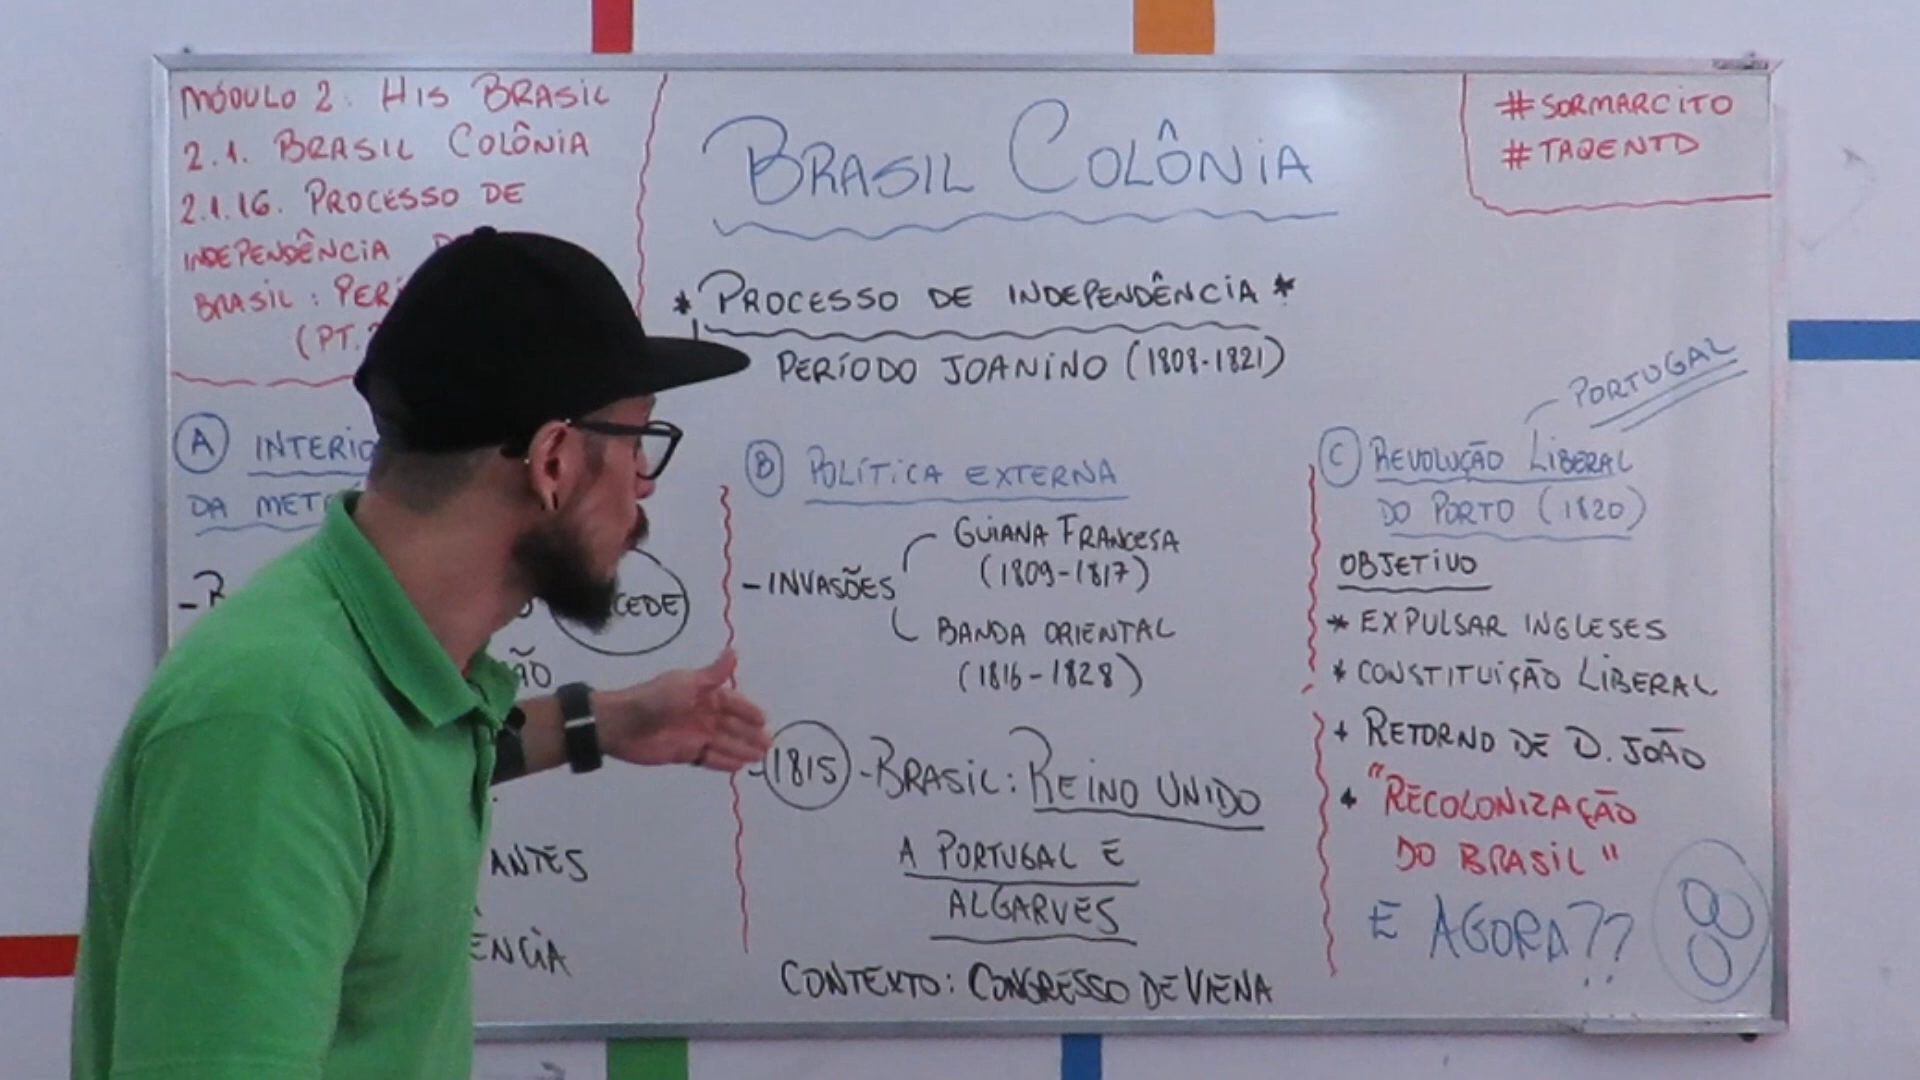 MÓDULO 2: HIS BRASIL
2.1. BRASIL COLÔNIA
2.1.16. PROCESSO DE
INDEPENDÊNCIA
BRASIL: PERÍ
(PT.
BRASIL COLÔNIA
#SORMARCITO
#TAQENTD
* PROCESSO DE INDEPENDÊNCIA *
PERÍODO JOANINO (1808-1821)
A INTERIO
DA METR
CEDE
ÃO
ANTES
ÊNCIA
B POLÍTICA EXTERNA
- INVASÕES
GUIANA FRANCESA
(1809-1817)
BANDA ORIENTAL
(1816-1828)
- 1815 - BRASIL: REINO UNIDO
A PORTUGAL E
ALGARVES
CONTEXTO: CONGRESSO DE VIENA
PORTUGAL
C REVOLUÇÃO LIBERAL
DO PORTO (1820)
OBJETIVO
* EXPULSAR INGLESES
* CONSTITUIÇÃO LIBERAL
+ RETORNO DE D. JOÃO
+ "RECOLONIZAÇÃO
DO BRASIL"
E AGORA??